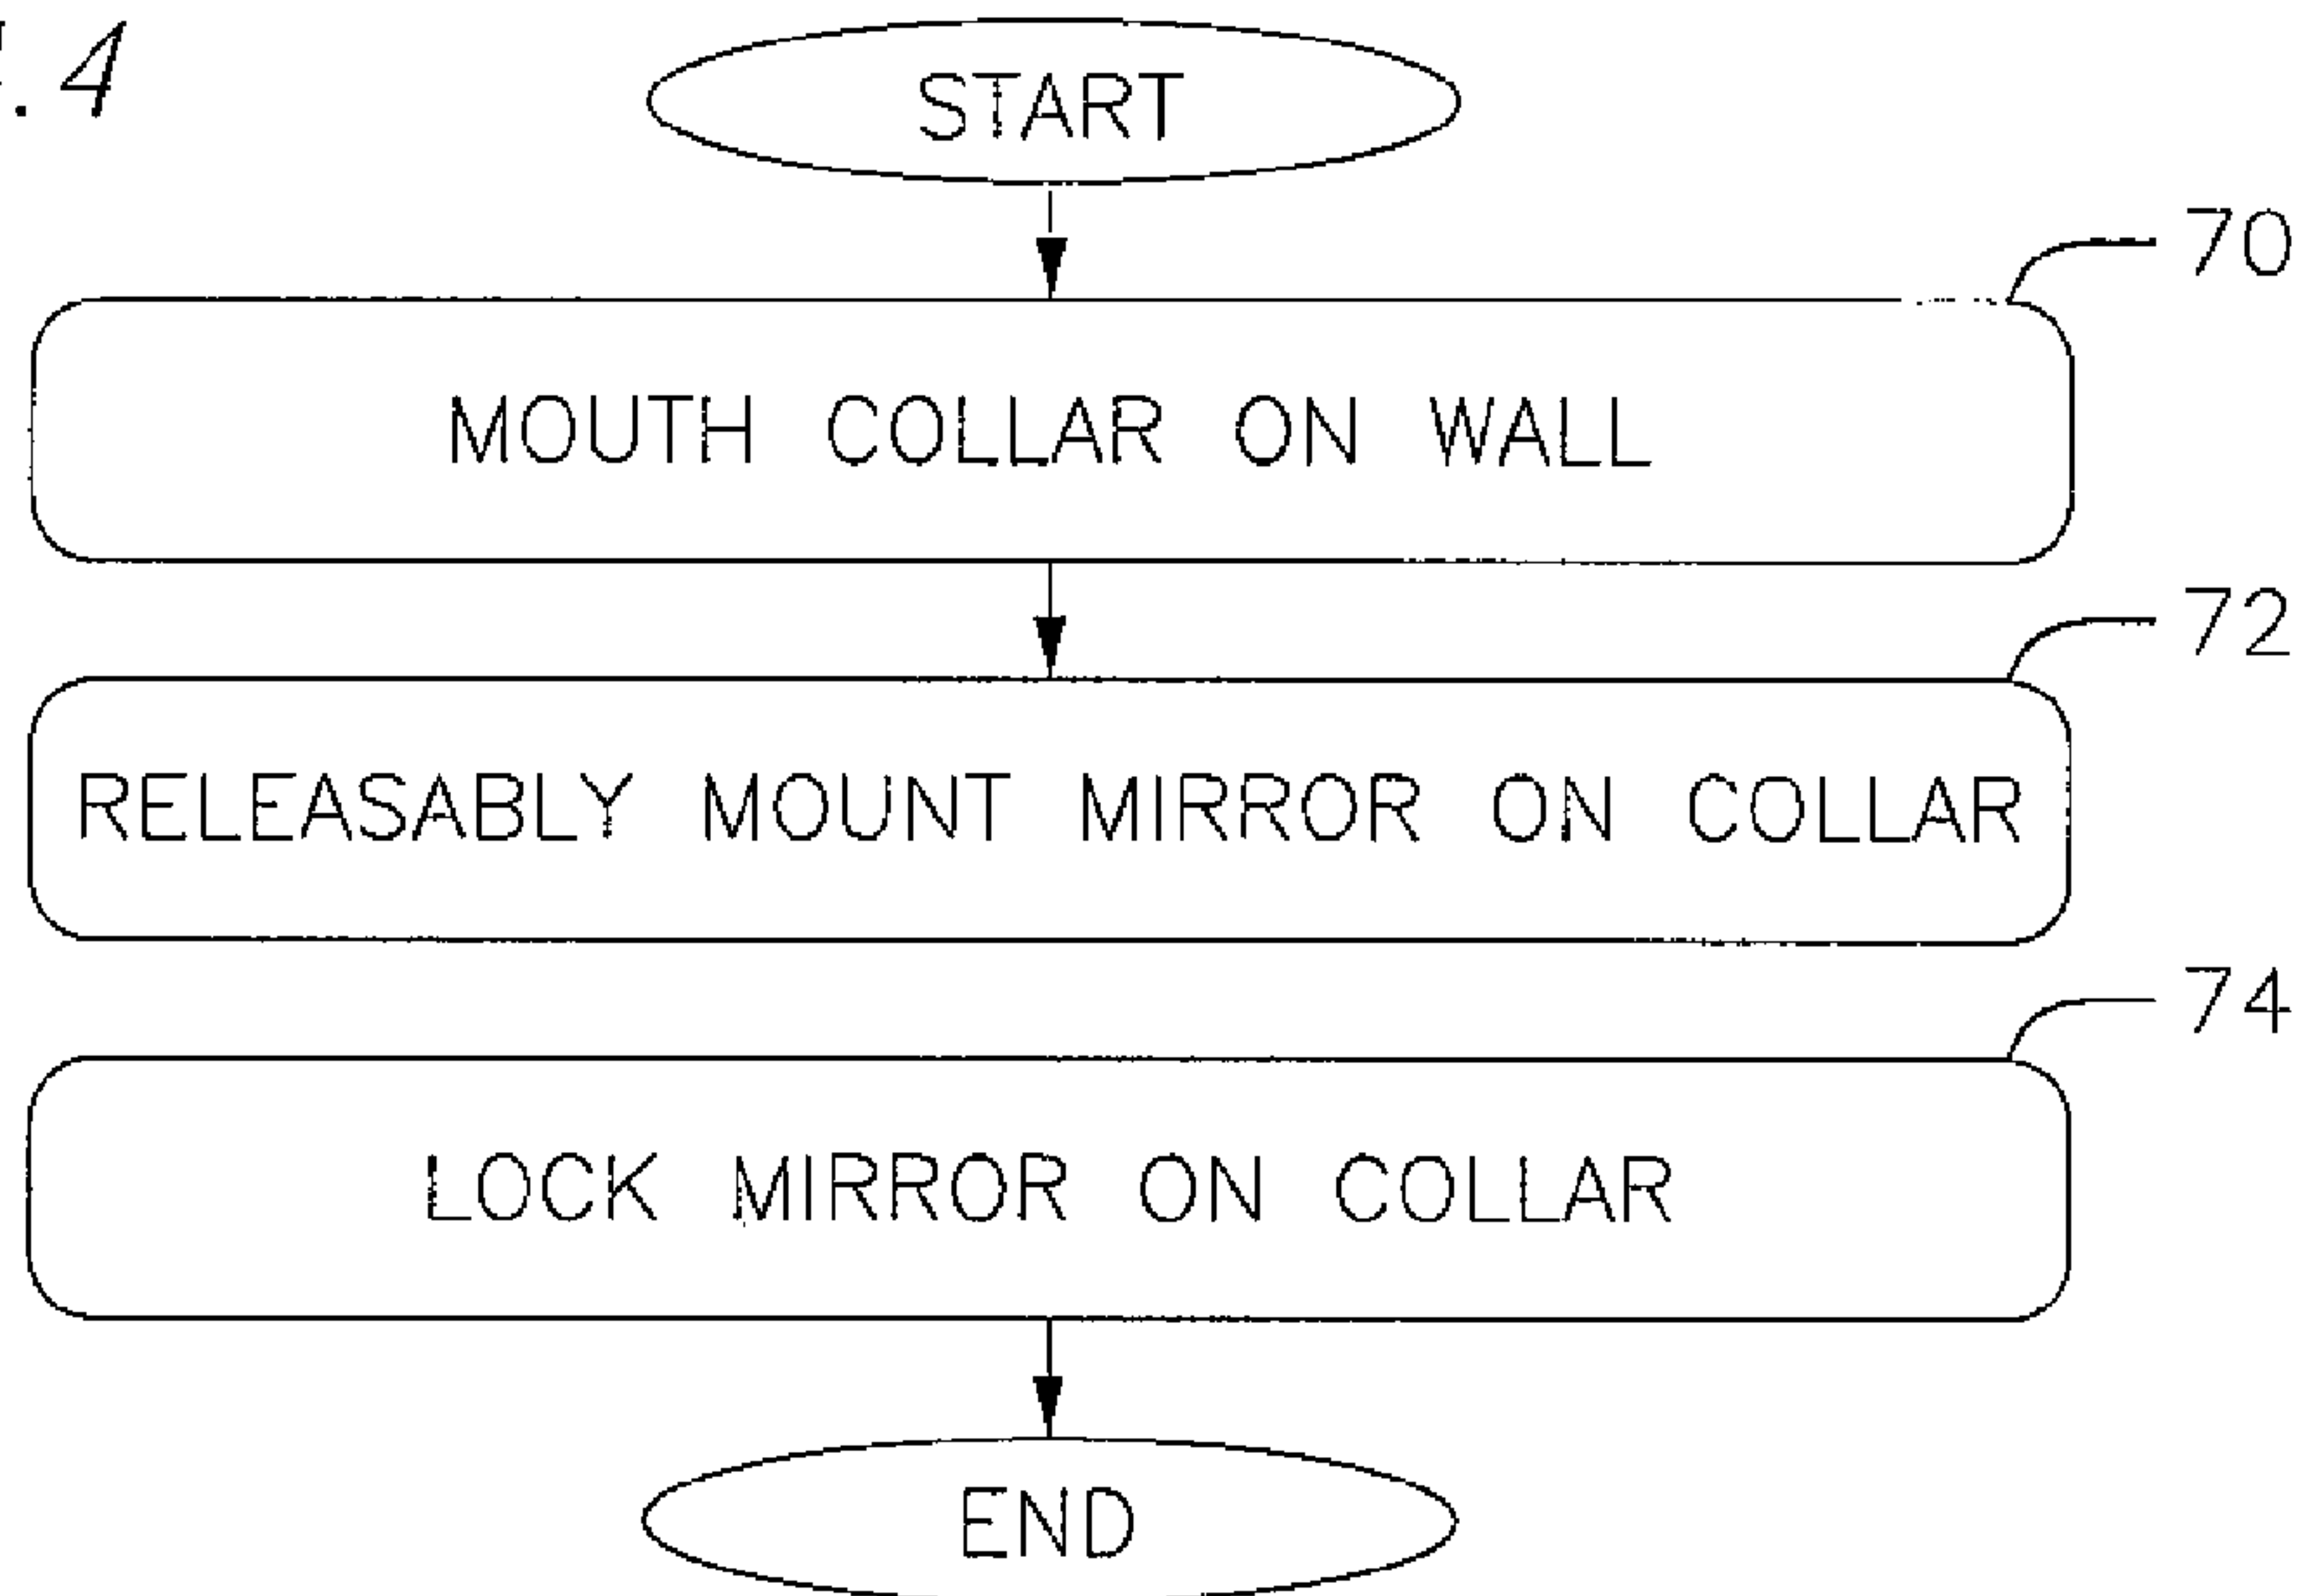 . 4
START
70
MOUTH COLLAR ON WALL
72
RELEASABLY MOUNT MIRROR ON COLLAR
74
LOCK MIRROR ON COLLAR
END